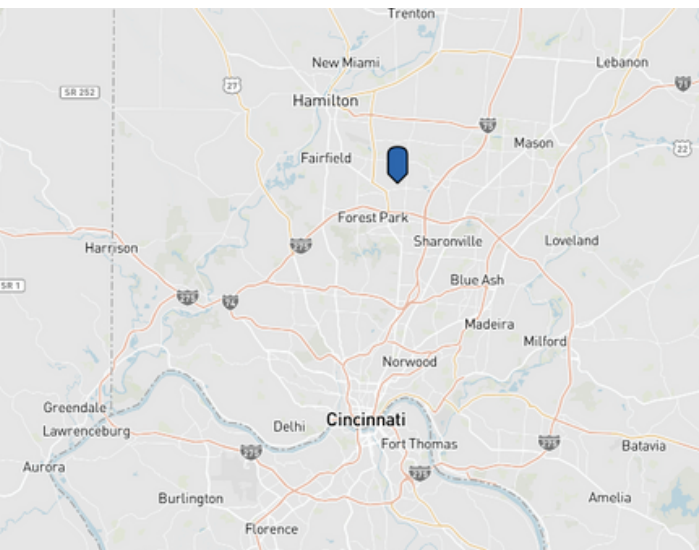 Trenton
New Miami
Lebanon
27
71
SR 252
Hamilton
75
Mason
22
Fairfield
Forest Park
Harrison
275
Sharonville
Loveland
SR 1
275
74
Blue Ash
Madeira
Milford
Norwood
Greendale
Cincinnati
Delhi
Lawrenceburg
Fort Thomas
275
275
Batavia
Aurora
275
Burlington
Amelia
Florence